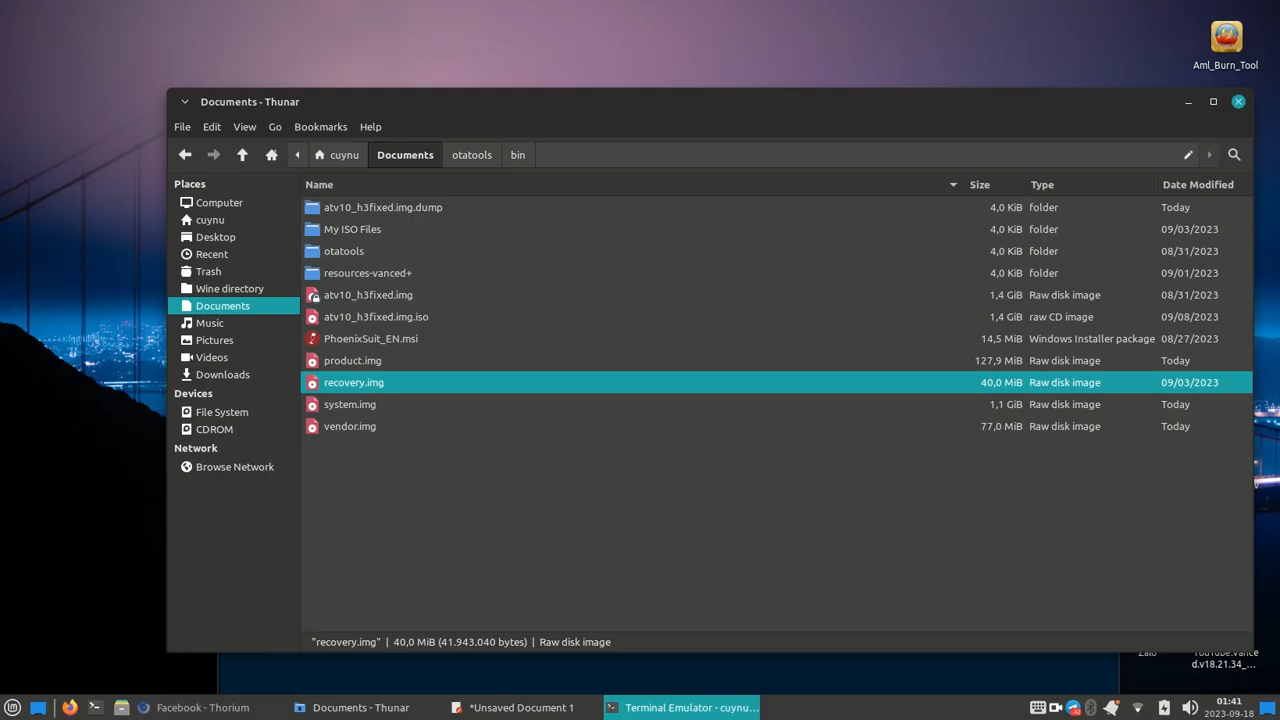 Aml_Burn_Tool
Documents - Thunar
File Edit View Go Bookmarks Help
cuynu Documents otatools bin
Places
Computer
cuynu
Desktop
Recent
Trash
Wine directory
Documents
Music
Pictures
Videos
Downloads
Devices
File System
CDROM
Network
Browse Network
Name Size Type Date Modified
atv10_h3fixed.img.dump 4,0 KiB folder Today
My ISO Files 4,0 KiB folder 09/03/2023
otatools 4,0 KiB folder 08/31/2023
resources-vanced+ 4,0 KiB folder 09/01/2023
atv10_h3fixed.img 1,4 GiB Raw disk image 08/31/2023
atv10_h3fixed.img.iso 1,4 GiB raw CD image 09/08/2023
PhoenixSuit_EN.msi 14,5 MiB Windows Installer package 08/27/2023
product.img 127,9 MiB Raw disk image Today
recovery.img 40,0 MiB Raw disk image 09/03/2023
system.img 1,1 GiB Raw disk image Today
vendor.img 77,0 MiB Raw disk image Today
"recovery.img" | 40,0 MiB (41.943.040 bytes) | Raw disk image
d.v18.21.34_...
Facebook - Thorium Documents - Thunar *Unsaved Document 1 Terminal Emulator - cuynu...
01:41
2023-09-18